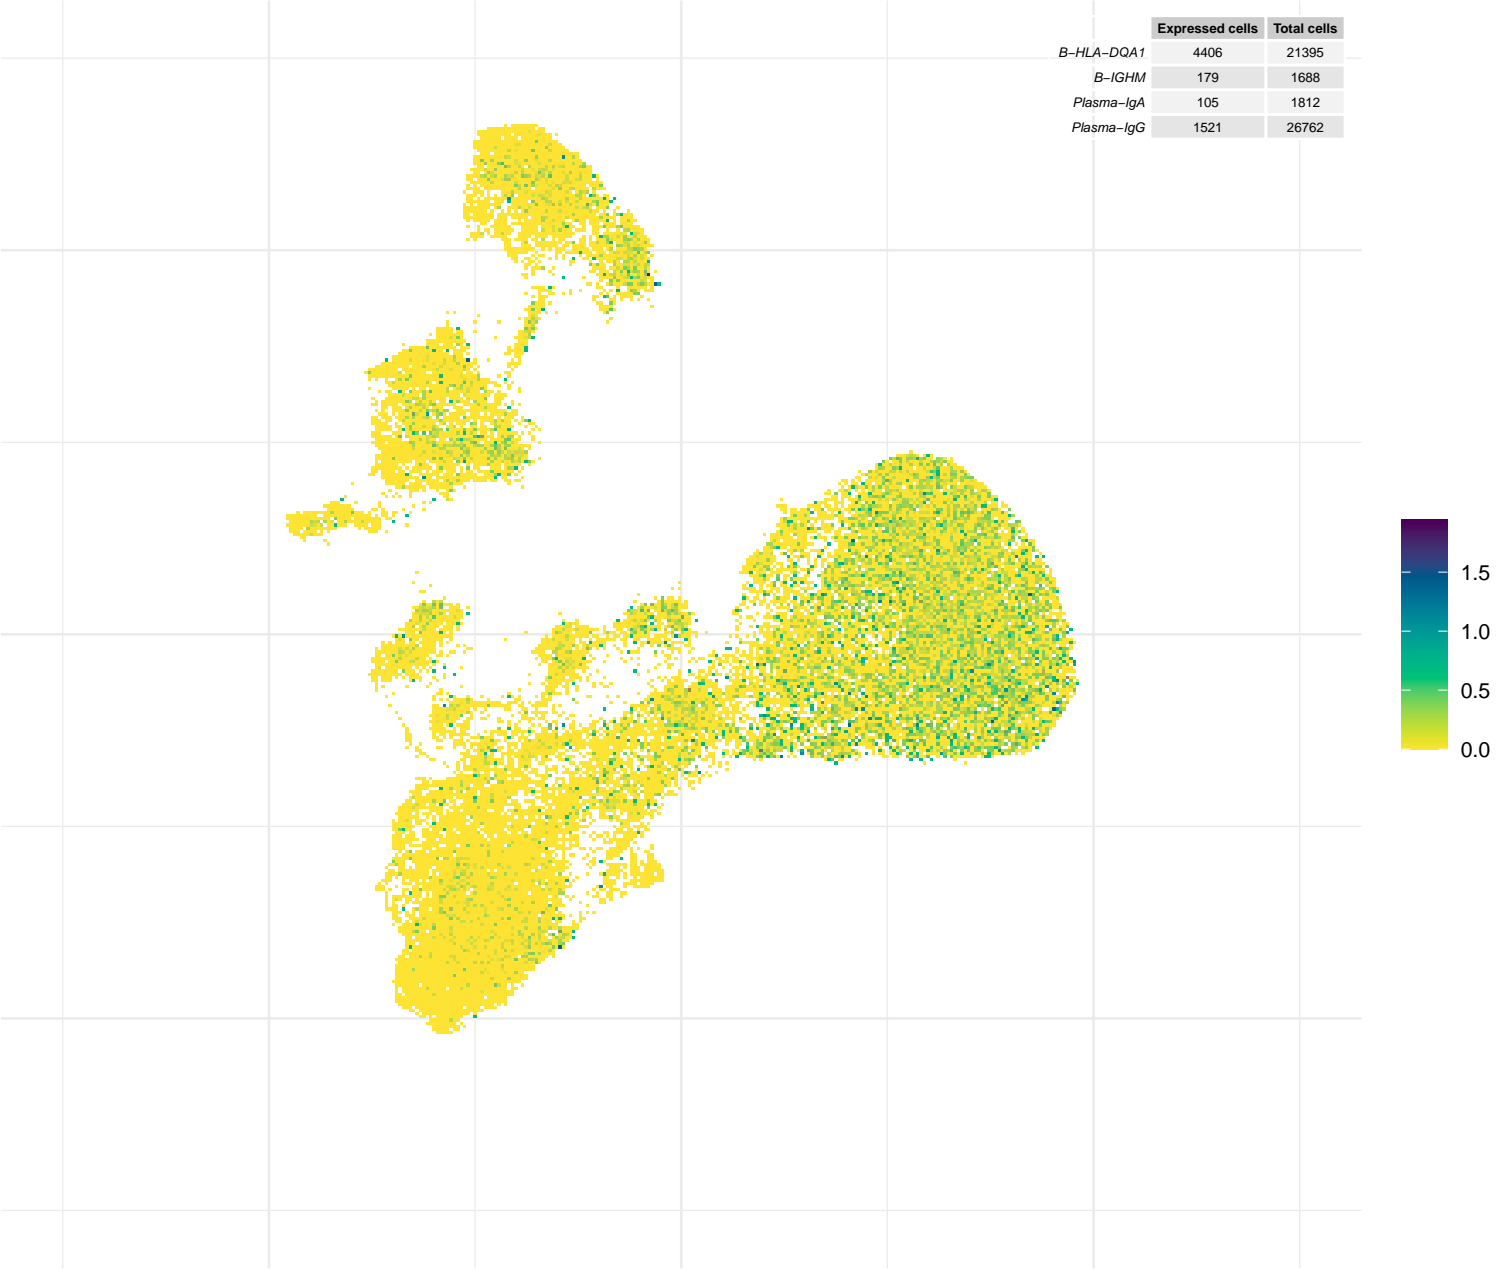 Expressed cells Total cells
B−HLA−DQA1 4406 21395
B−IGHM 179 1688
Plasma−IgA 105 1812
Plasma−IgG 1521 26762
1.5
1.0
0.5
0.0